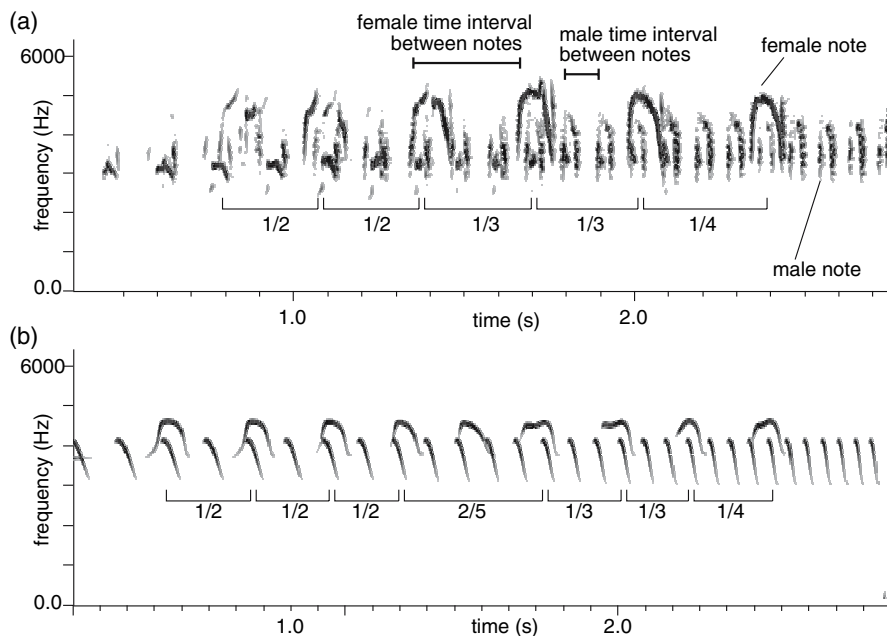 (a)
female time interval
between notes
male time interval
between notes
female note
6000
frequency (Hz)
1/2 1/2 1/3 1/3 1/4
male note
0.0
1.0 time (s) 2.0
(b)
6000
frequency (Hz)
1/2 1/2 1/2 2/5 1/3 1/3 1/4
0.0
1.0 time (s) 2.0